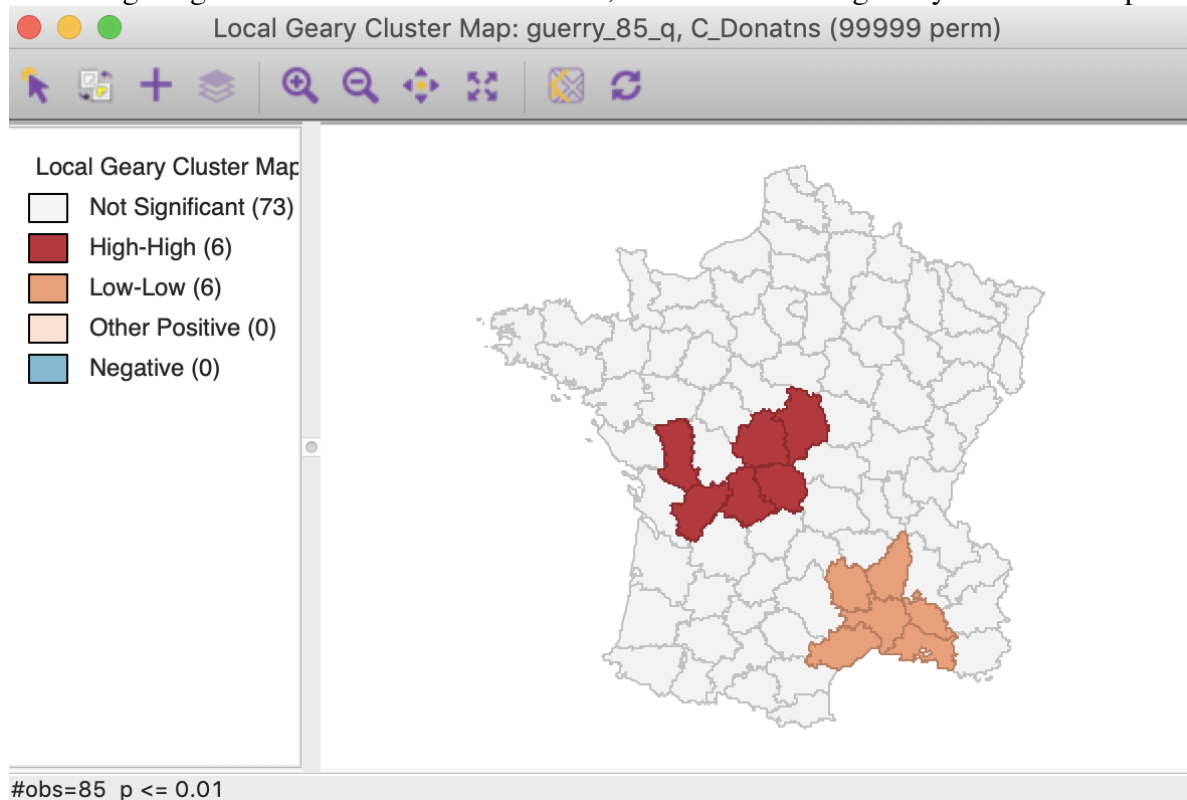 Local Geary Cluster Map: guerry_85_q, C_Donatns (99999 perm)
Local Geary Cluster Map
Not Significant (73)
High-High (6)
Low-Low (6)
Other Positive (0)
Negative (0)
#obs=85 p <= 0.01